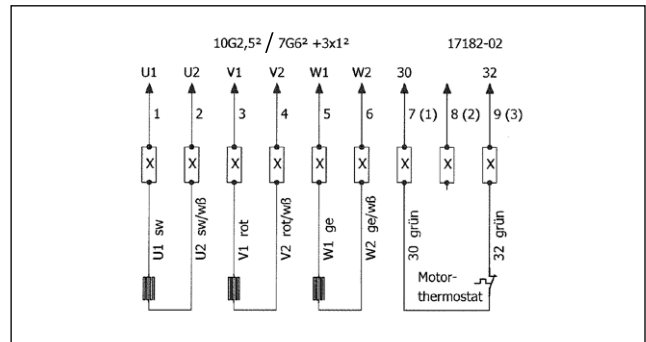 10G2,5² / 7G6² +3x1² 17182-02
U1 U2 V1 V2 W1 W2 30 32
1 2 3 4 5 6 7 (1) 8 (2) 9 (3)
X X X X X X X X X
U1 sw
U2 sw/wß
V1 rot
V2 rot/wß
W1 ge
W2 ge/wß
30 grün
32 grün
Motor-
thermostat